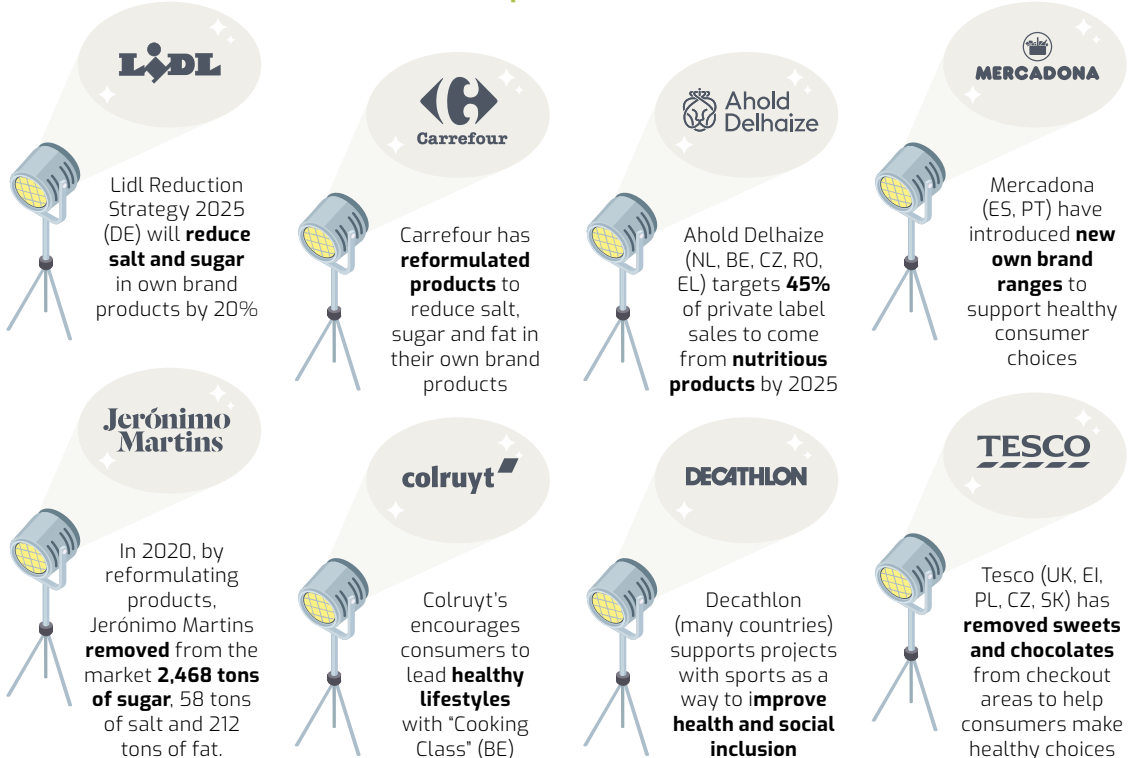 LIDL
Lidl Reduction
Strategy 2025
(DE) will reduce
salt and sugar
in own brand
products by 20%
Carrefour
Carrefour has
reformulated
products to
reduce salt,
sugar and fat in
their own brand
products
Ahold
Delhaize
Ahold Delhaize
(NL, BE, CZ, RO,
EL) targets 45%
of private label
sales to come
from nutritious
products by 2025
MERCADONA
Mercadona
(ES, PT) have
introduced new
own brand
ranges to
support healthy
consumer
choices
Jerónimo
Martins
In 2020, by
reformulating
products,
Jerónimo Martins
removed from the
market 2,468 tons
of sugar, 58 tons
of salt and 212
tons of fat.
colruyt
Colruyt's
encourages
consumers to
lead healthy
lifestyles
with “Cooking
Class” (BE)
DECATHLON
Decathlon
(many countries)
supports projects
with sports as a
way to improve
health and social
inclusion
TESCO
Tesco (UK, EI,
PL, CZ, SK) has
removed sweets
and chocolates
from checkout
areas to help
consumers make
healthy choices